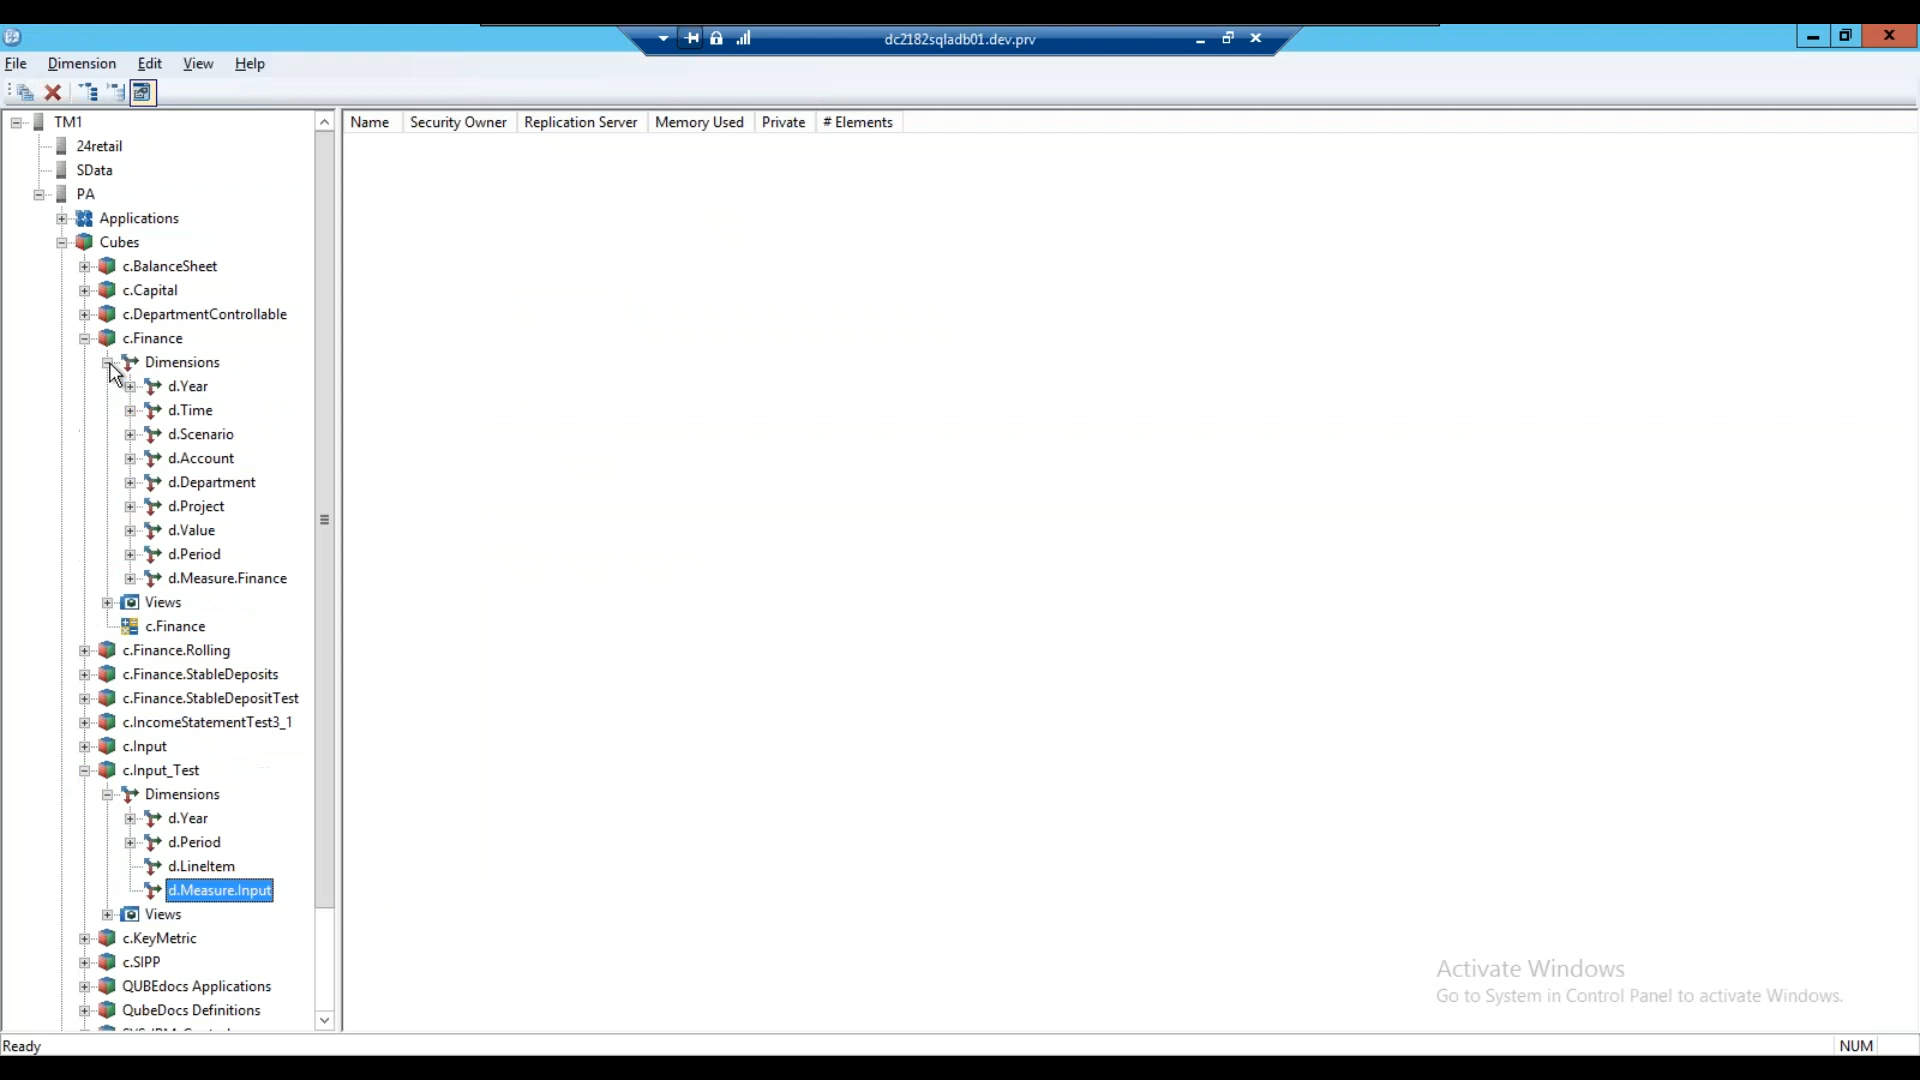 dc2182sqladb01.dev.prv
File Dimension Edit View Help
TM1
24retail
SData
PA
Applications
Cubes
c.BalanceSheet
c.Capital
c.DepartmentControllable
c.Finance
Dimensions
d.Year
d.Time
d.Scenario
d.Account
d.Department
d.Project
d.Value
d.Period
d.Measure.Finance
Views
c.Finance
c.Finance.Rolling
c.Finance.StableDeposits
c.Finance.StableDepositTest
c.IncomeStatementTest3_1
c.Input
c.Input_Test
Dimensions
d.Year
d.Period
d.LineItem
d.Measure.Input
Views
c.KeyMetric
c.SIPP
QUBEdocs Applications
QubeDocs Definitions
Name Security Owner Replication Server Memory Used Private # Elements
Activate Windows
Go to System in Control Panel to activate Windows.
Ready NUM